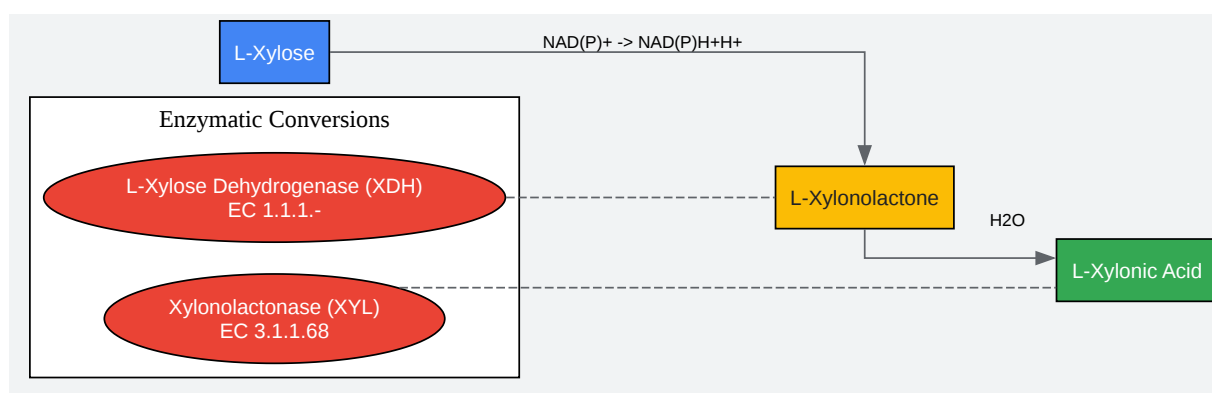 L-Xylose
NAD(P)+ -> NAD(P)H+H+
Enzymatic Conversions
L-Xylose Dehydrogenase (XDH)
EC 1.1.1.-
L-Xylonolactone
H2O
L-Xylonic Acid
Xylonolactonase (XYL)
EC 3.1.1.68